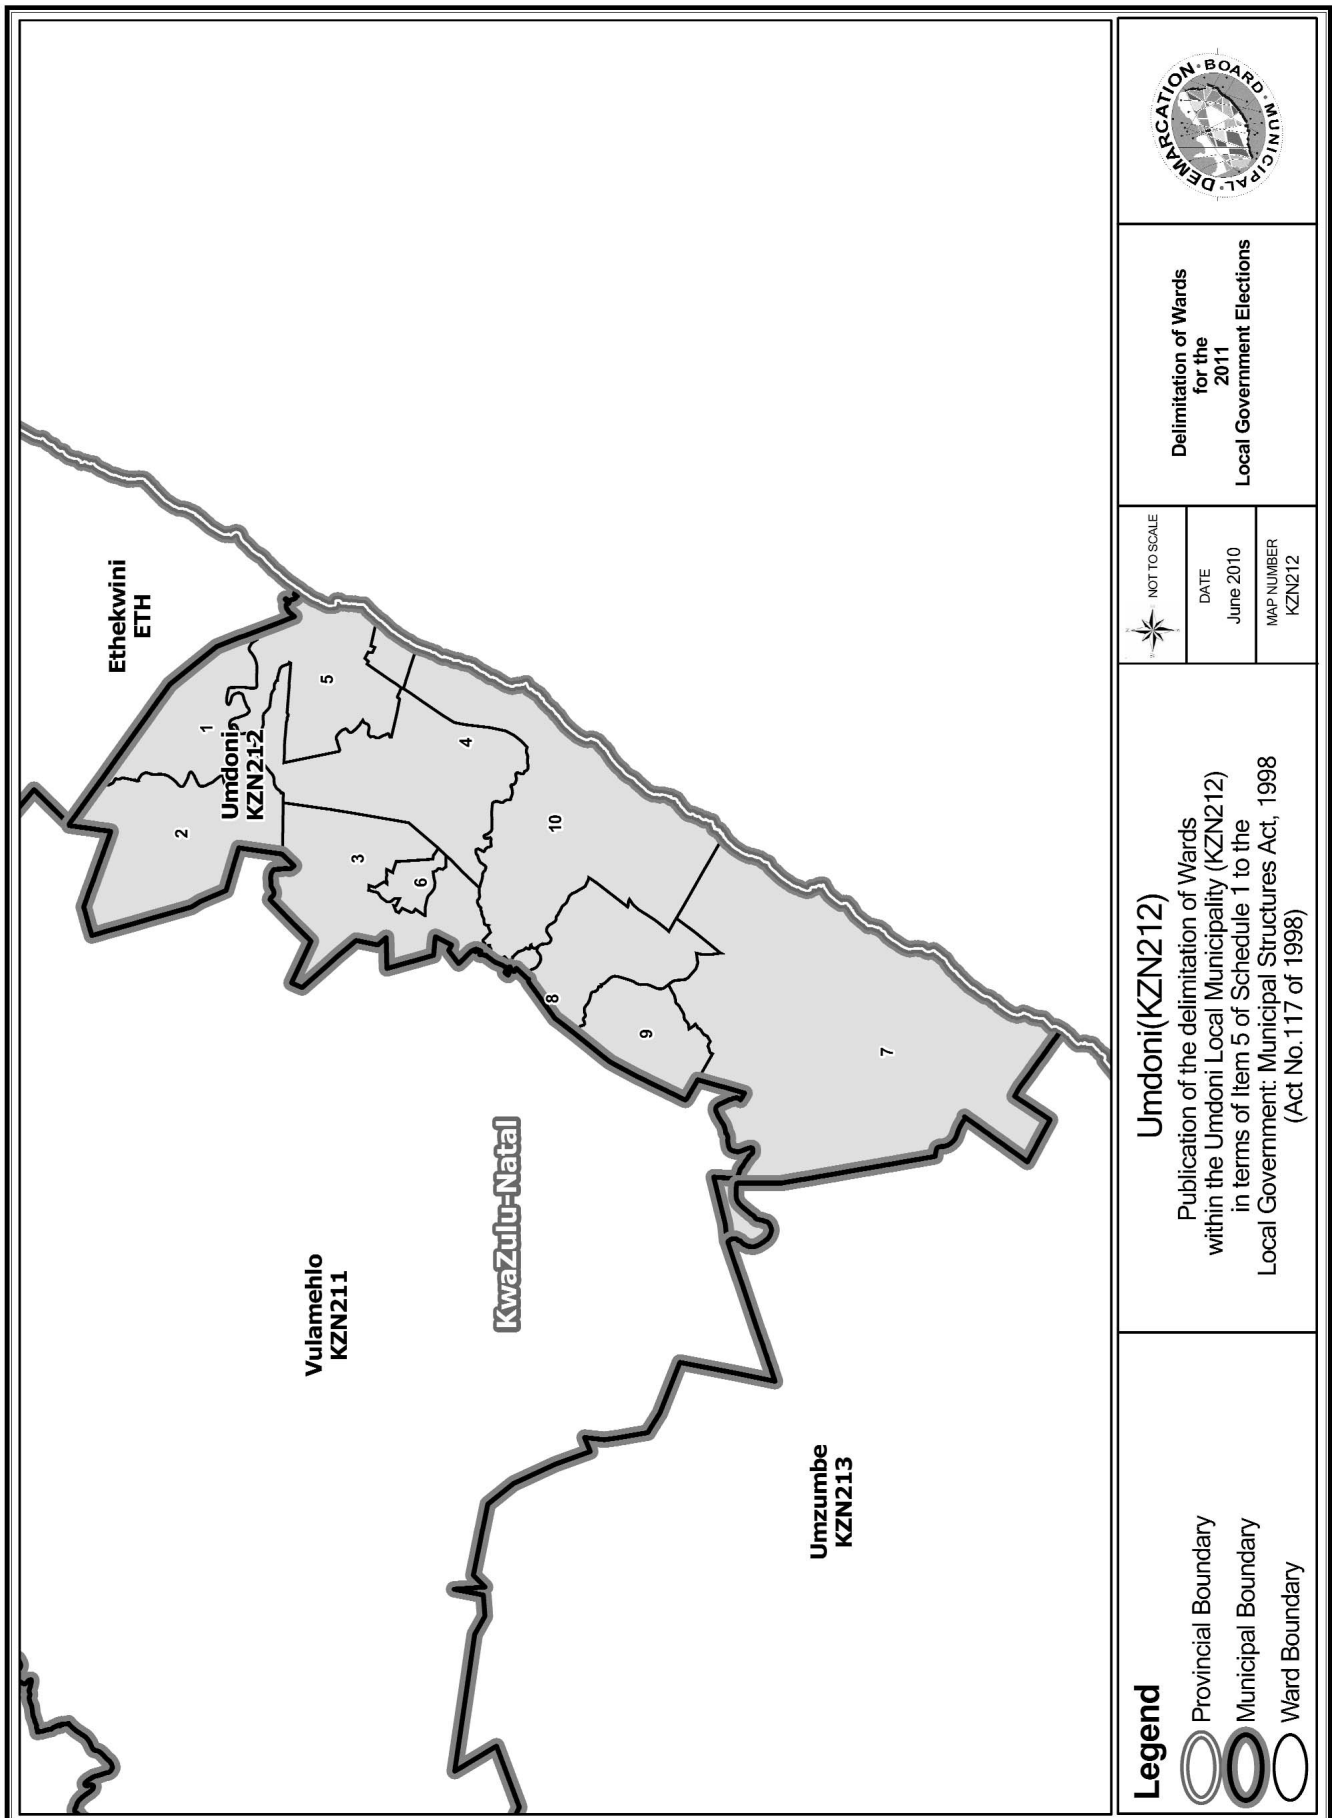 Ethekwini
ETH
1
2
Umdoni
KZN212
5
3
4
6
10
8
9
7
Vulamehlo
KZN211
KwaZulu-Natal
Umzumbe
KZN213
Legend
Provincial Boundary
Municipal Boundary
Ward Boundary
Umdoni(KZN212)
Publication of the delimitation of Wards
within the Umdoni Local Municipality (KZN212)
in terms of Item 5 of Schedule 1 to the
Local Government: Municipal Structures Act, 1998
(Act No.117 of 1998)
NOT TO SCALE
DATE
June 2010
MAP NUMBER
KZN212
Delimitation of Wards
for the
2011
Local Government Elections
MUNICIPAL · DEMARCATION · BOARD ·